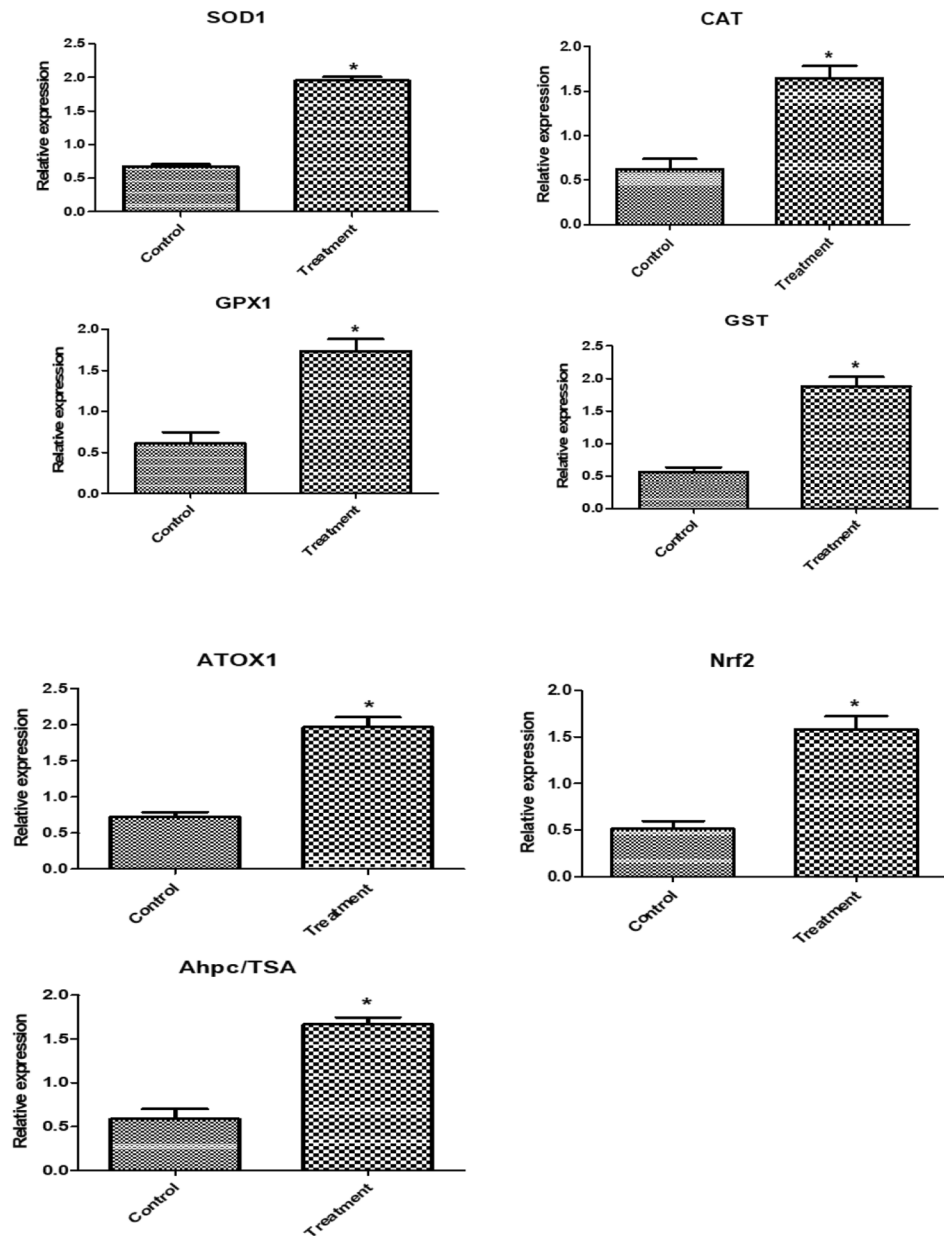 SOD1
Relative expression
2.5
2.0
1.5
1.0
0.5
0.0
*
Control
Treatment
CAT
Relative expression
2.0
1.5
1.0
0.5
0.0
*
Control
Treatment
GPX1
Relative expression
2.0
1.5
1.0
0.5
0.0
*
Control
Treatment
GST
Relative expression
2.5
2.0
1.5
1.0
0.5
0.0
*
Control
Treatment
ATOX1
Relative expression
2.5
2.0
1.5
1.0
0.5
0.0
*
Control
Treatment
Nrf2
Relative expression
2.0
1.5
1.0
0.5
0.0
*
Control
Treatment
Ahpc/TSA
Relative expression
2.0
1.5
1.0
0.5
0.0
*
Control
Treatment